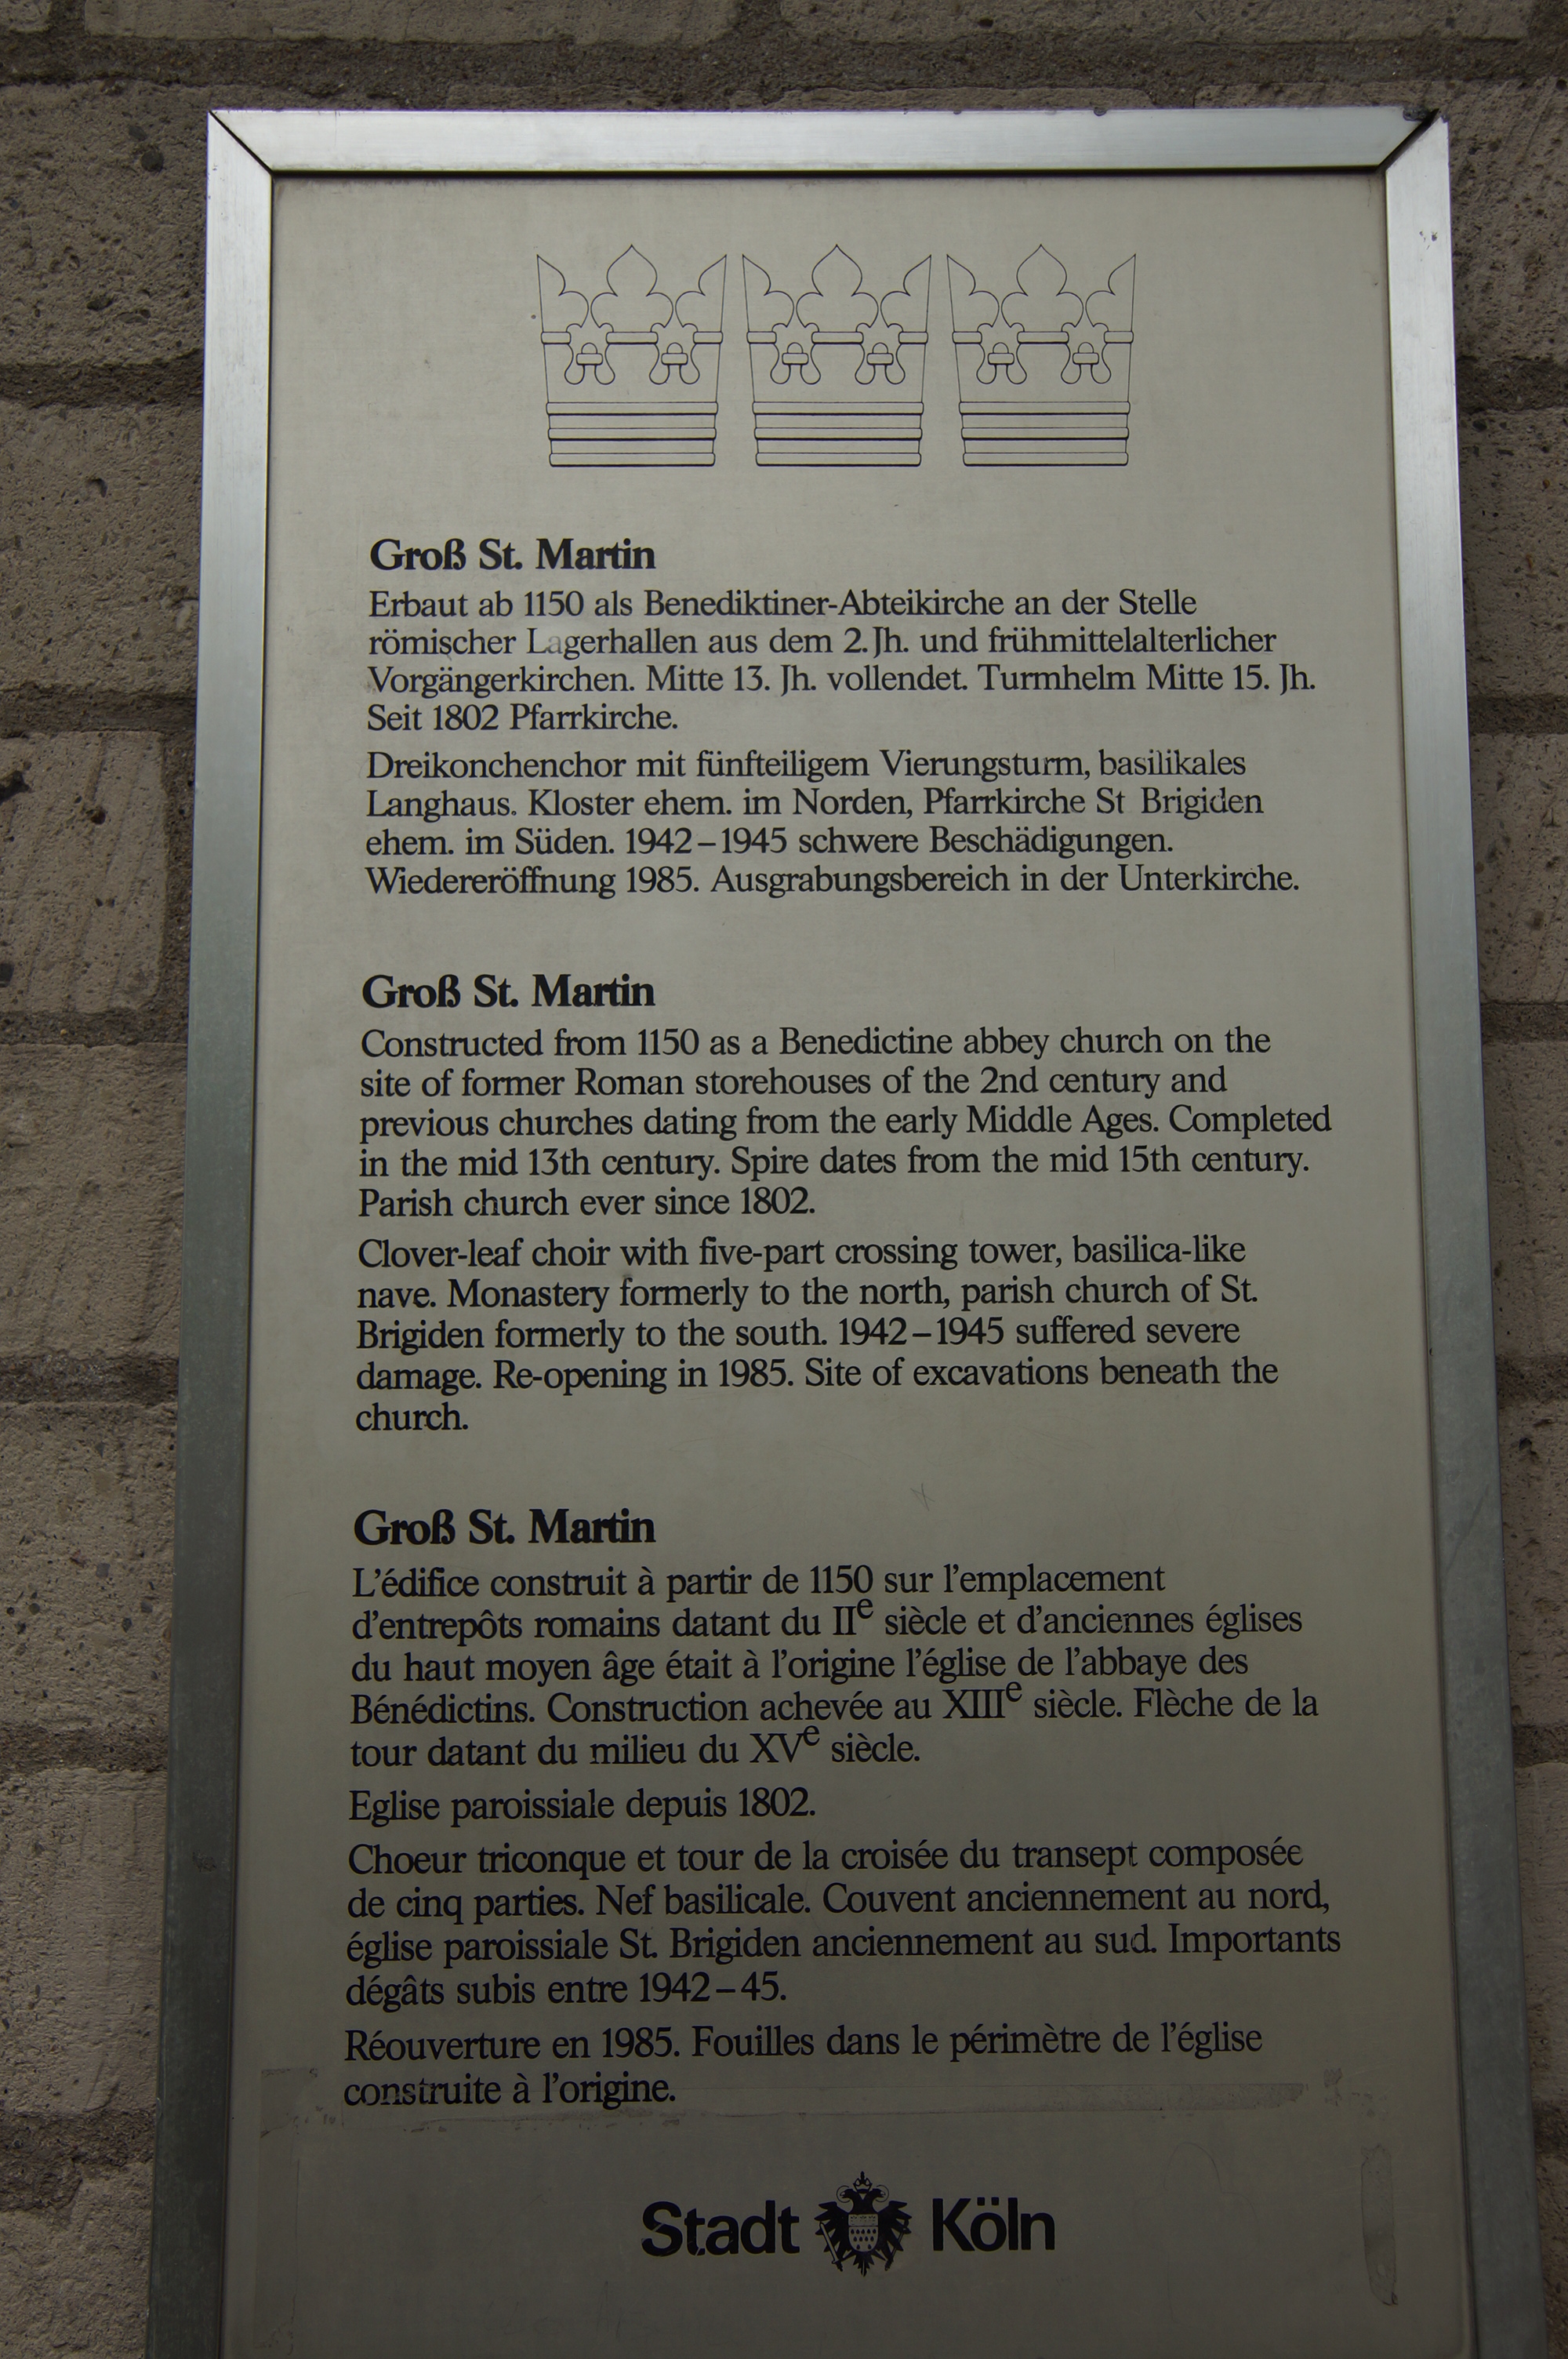 Groß St. Martin
Erbaut ab 1150 als Benediktiner-Abteikirche an der Stelle
römischer Lagerhallen aus dem 2. Jh. und frühmittelalterlicher
Vorgängerkirchen. Mitte 13. Jh. vollendet. Turmhelm Mitte 15. Jh.
Seit 1802 Pfarrkirche.
Dreikonchenchor mit fünfteiligem Vierungsturm, basilikales
Langhaus. Kloster ehem. im Norden, Pfarrkirche St Brigiden
ehem. im Süden. 1942–1945 schwere Beschädigungen.
Wiedereröffnung 1985. Ausgrabungsbereich in der Unterkirche.
Groß St. Martin
Constructed from 1150 as a Benedictine abbey church on the
site of former Roman storehouses of the 2nd century and
previous churches dating from the early Middle Ages. Completed
in the mid 13th century. Spire dates from the mid 15th century.
Parish church ever since 1802.
Clover-leaf choir with five-part crossing tower, basilica-like
nave. Monastery formerly to the north, parish church of St.
Brigiden formerly to the south. 1942–1945 suffered severe
damage. Re-opening in 1985. Site of excavations beneath the
church.
Groß St. Martin
L'édifice construit à partir de 1150 sur l'emplacement
d'entrepôts romains datant du IIe siècle et d'anciennes églises
du haut moyen âge était à l'origine l'église de l'abbaye des
Bénédictins. Construction achevée au XIIIe siècle. Flèche de la
tour datant du milieu du XVe siècle.
Eglise paroissiale depuis 1802.
Choeur triconque et tour de la croisée du transept composée
de cinq parties. Nef basilicale. Couvent anciennement au nord,
église paroissiale St. Brigiden anciennement au sud. Importants
dégâts subis entre 1942–45.
Réouverture en 1985. Fouilles dans le périmètre de l'église
construite à l'origine.
Stadt Köln